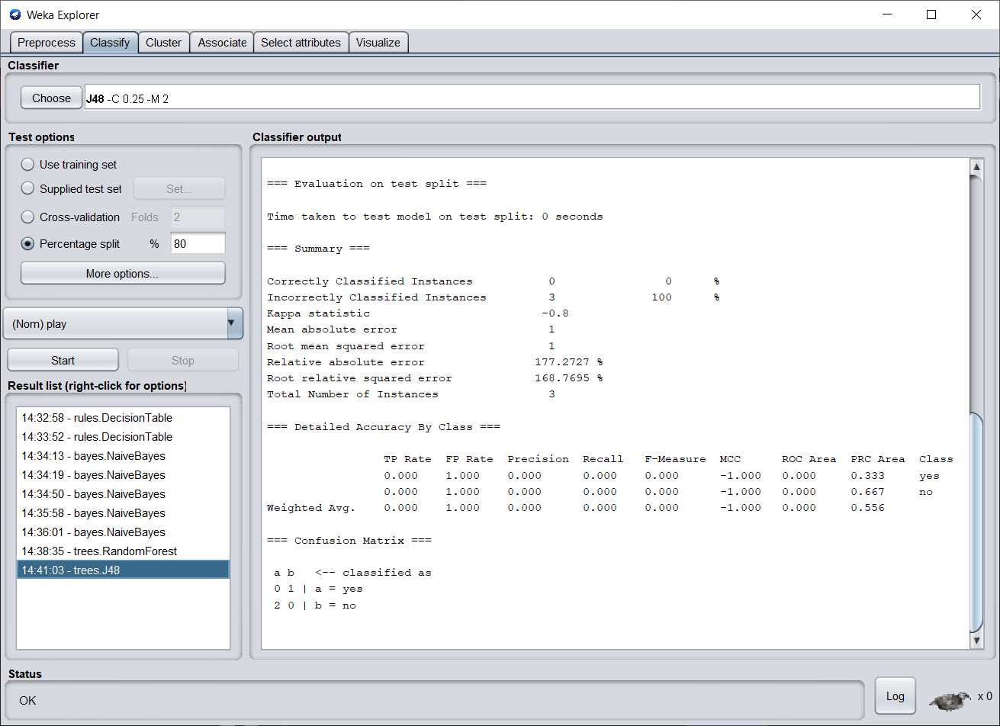 Weka Explorer
Preprocess Classify Cluster Associate Select attributes Visualize
Classifier
Choose J48 -C 0.25 -M 2
Test options
Use training set
Supplied test set Set...
Cross-validation Folds 2
Percentage split % 80
More options...
(Nom) play
Start Stop
Result list (right-click for options)
14:32:58 - rules.DecisionTable
14:33:52 - rules.DecisionTable
14:34:13 - bayes.NaiveBayes
14:34:19 - bayes.NaiveBayes
14:34:50 - bayes.NaiveBayes
14:35:58 - bayes.NaiveBayes
14:36:01 - bayes.NaiveBayes
14:38:35 - trees.RandomForest
14:41:03 - trees.J48
Classifier output
=== Evaluation on test split ===
Time taken to test model on test split: 0 seconds
=== Summary ===
Correctly Classified Instances 0 0 %
Incorrectly Classified Instances 3 100 %
Kappa statistic -0.8
Mean absolute error 1
Root mean squared error 1
Relative absolute error 177.2727 %
Root relative squared error 168.7695 %
Total Number of Instances 3
=== Detailed Accuracy By Class ===
TP Rate FP Rate Precision Recall F-Measure MCC ROC Area PRC Area Class
0.000 1.000 0.000 0.000 0.000 -1.000 0.000 0.333 yes
0.000 1.000 0.000 0.000 0.000 -1.000 0.000 0.667 no
Weighted Avg. 0.000 1.000 0.000 0.000 0.000 -1.000 0.000 0.556
=== Confusion Matrix ===
a b <-- classified as
0 1 | a = yes
2 0 | b = no
Status
OK
Log x 0